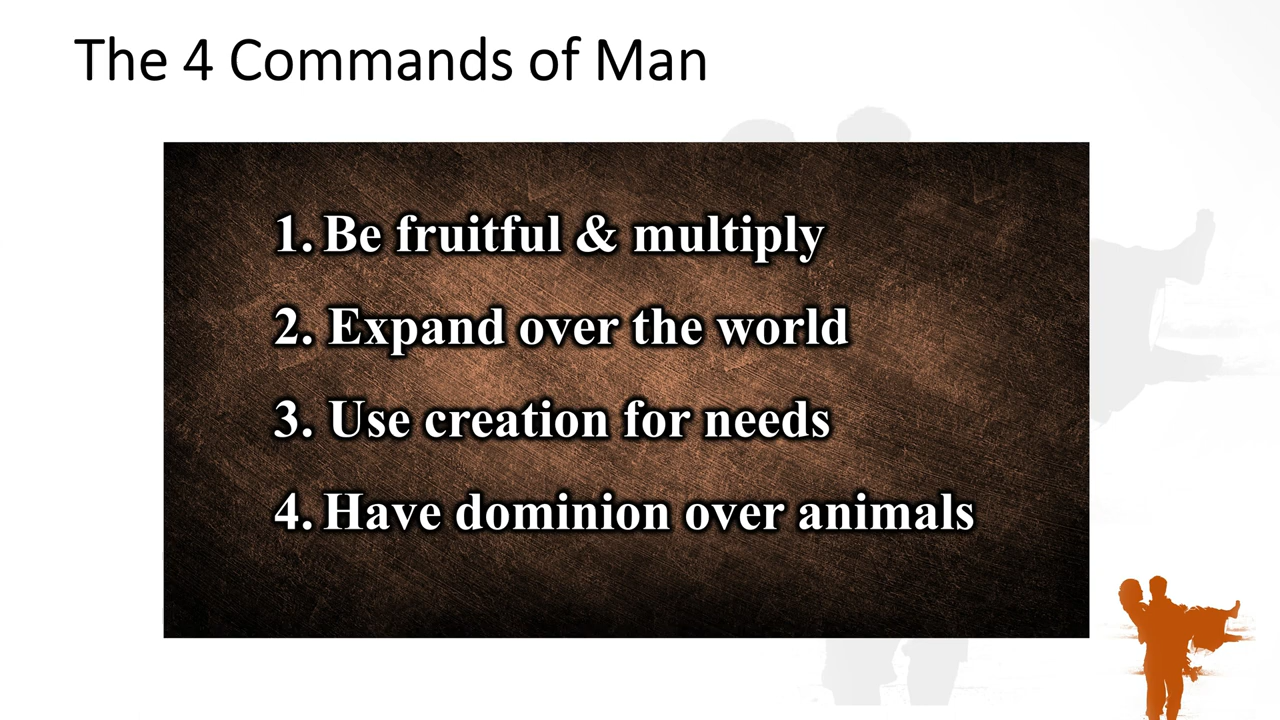 The 4 Commands of Man
1. Be fruitful & multiply
2. Expand over the world
3. Use creation for needs
4. Have dominion over animals